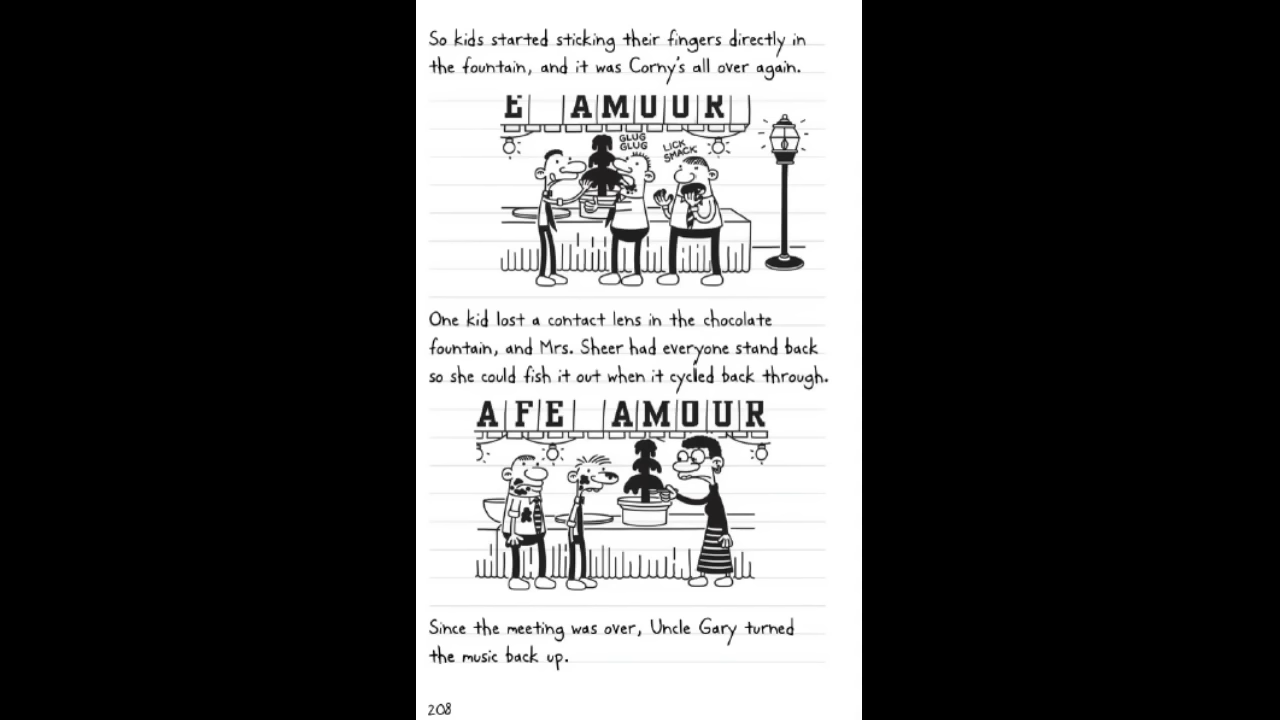 So kids started sticking their fingers directly in
the fountain, and it was Corny's all over again.
E AMOUR
GLUG
GLUG
LICK
SMACK
One kid lost a contact lens in the chocolate
fountain, and Mrs. Sheer had everyone stand back
so she could fish it out when it cycled back through.
AFE AMOUR
Since the meeting was over, Uncle Gary turned
the music back up.
208